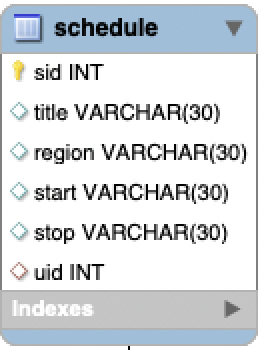 schedule
sid INT
title VARCHAR(30)
region VARCHAR(30)
start VARCHAR(30)
stop VARCHAR(30)
uid INT
Indexes